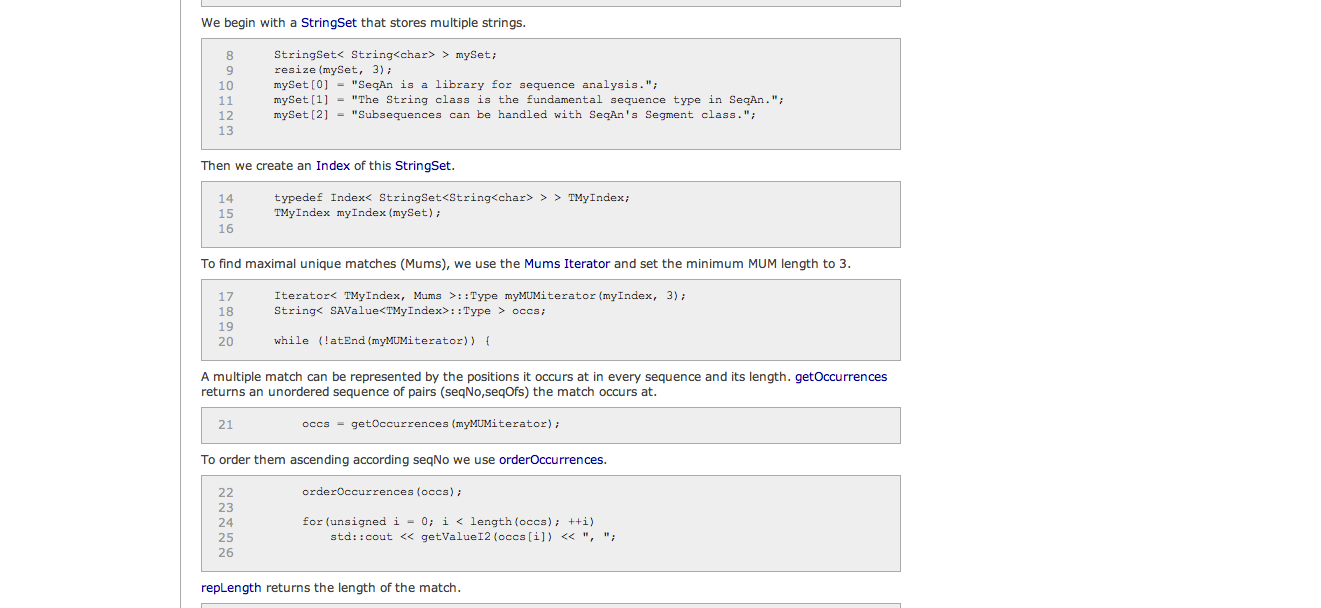 We begin with a StringSet that stores multiple strings.
8 StringSet< String<char> > mySet;
9 resize(mySet, 3);
10 mySet[0] = "SeqAn is a library for sequence analysis.";
11 mySet[1] = "The String class is the fundamental sequence type in SeqAn.";
12 mySet[2] = "Subsequences can be handled with SeqAn's Segment class.";
13
Then we create an Index of this StringSet.
14 typedef Index< StringSet<String<char> > > TMyIndex;
15 TMyIndex myIndex(mySet);
16
To find maximal unique matches (Mums), we use the Mums Iterator and set the minimum MUM length to 3.
17 Iterator< TMyIndex, Mums >::Type myMUMiterator(myIndex, 3);
18 String< SAValue<TMyIndex>::Type > occs;
19
20 while (!atEnd(myMUMiterator)) {
A multiple match can be represented by the positions it occurs at in every sequence and its length. getOccurrences
returns an unordered sequence of pairs (seqNo,seqOfs) the match occurs at.
21 occs = getOccurrences(myMUMiterator);
To order them ascending according seqNo we use orderOccurrences.
22 orderOccurrences(occs);
23
24 for(unsigned i = 0; i < length(occs); ++i)
25 std::cout << getValueI2(occs[i]) << ", ";
26
repLength returns the length of the match.